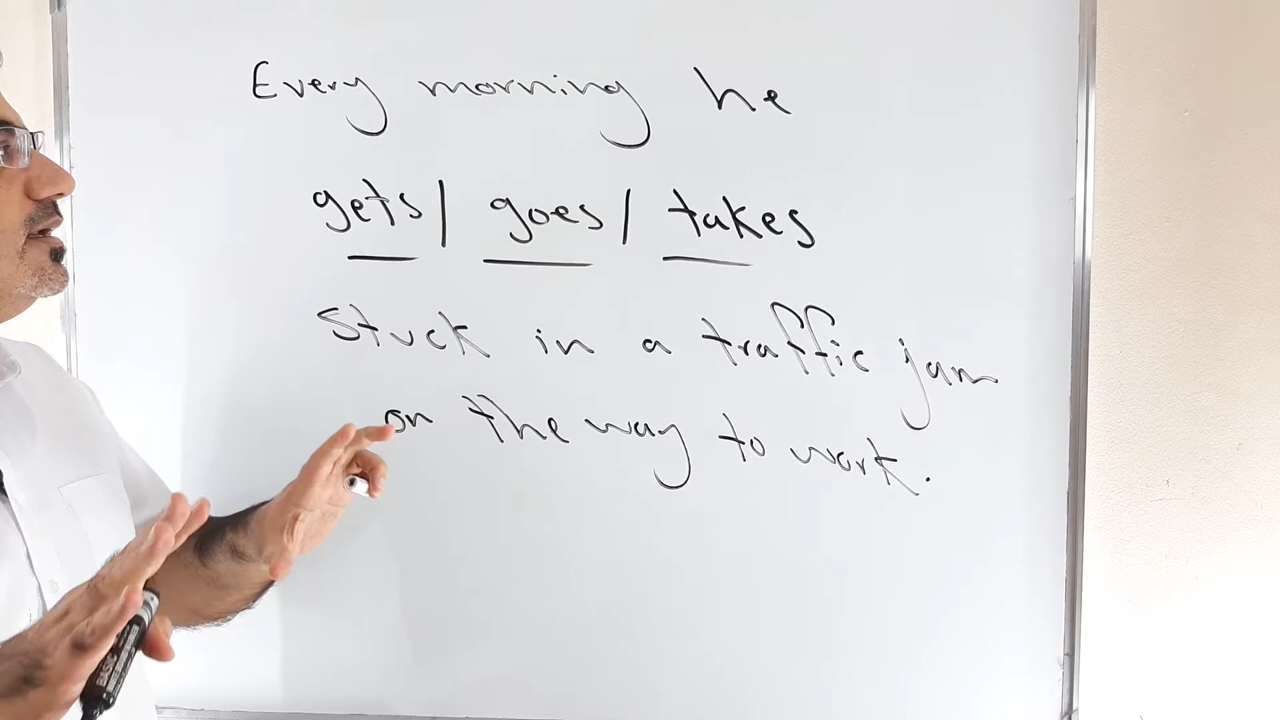 Every morning he
gets/ goes/ takes
stuck in a traffic jam
on the way to work.